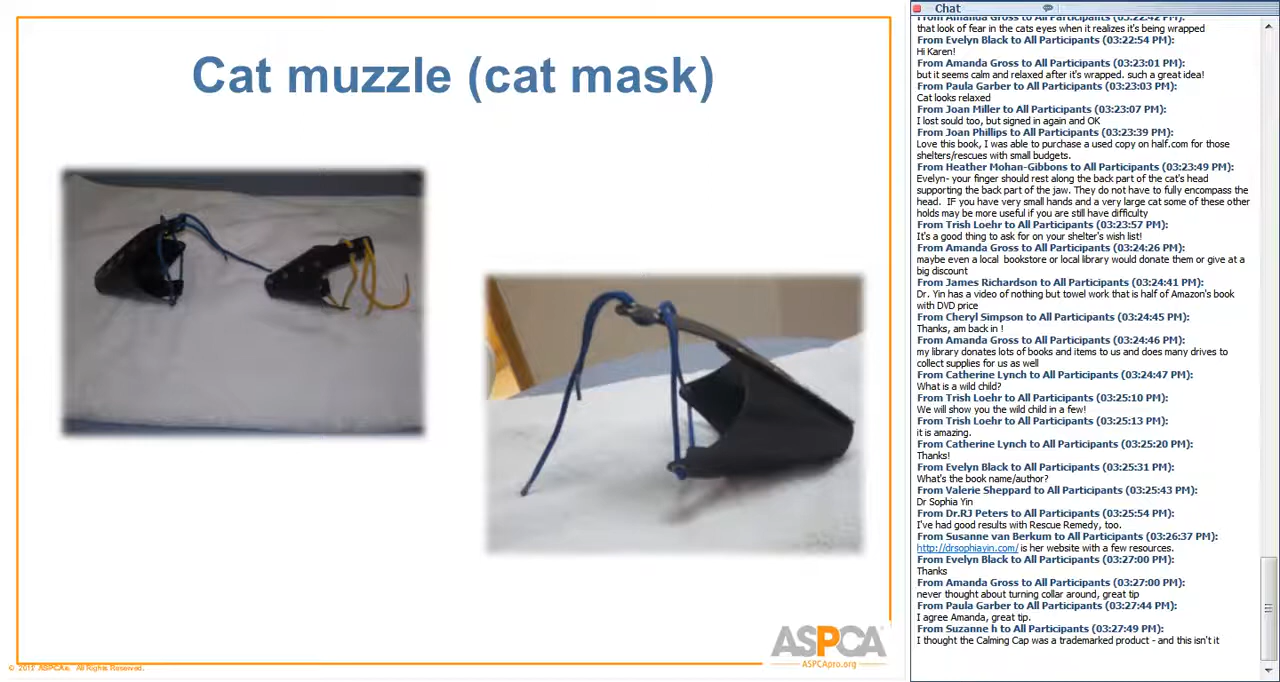 Cat muzzle (cat mask)
© 2011 ASPCA®. All Rights Reserved.
ASPCA
ASPCApro.org
Chat
From Amanda Gross to All Participants (03:22:42 PM):
that look of fear in the cats eyes when it realizes it's being wrapped
From Evelyn Black to All Participants (03:22:54 PM):
Hi Karen!
From Amanda Gross to All Participants (03:23:01 PM):
but it seems calm and relaxed after it's wrapped. such a great idea!
From Paula Garber to All Participants (03:23:03 PM):
Cat looks relaxed
From Joan Miller to All Participants (03:23:07 PM):
I lost sould too, but signed in again and OK
From Joan Phillips to All Participants (03:23:39 PM):
Love this book, I was able to purchase a used copy on half.com for those
shelters/rescues with small budgets.
From Heather Mohan-Gibbons to All Participants (03:23:49 PM):
Evelyn- your finger should rest along the back part of the cat's head
supporting the back part of the jaw. They do not have to fully encompass the
head. IF you have very small hands and a very large cat some of these other
holds may be more useful if you are still have difficulty
From Trish Loehr to All Participants (03:23:57 PM):
It's a good thing to ask for on your shelter's wish list!
From Amanda Gross to All Participants (03:24:26 PM):
maybe even a local bookstore or local library would donate them or give at a
big discount
From James Richardson to All Participants (03:24:41 PM):
Dr. Yin has a video of nothing but towel work that is half of Amazon's book
with DVD price
From Cheryl Simpson to All Participants (03:24:45 PM):
Thanks, am back in !
From Amanda Gross to All Participants (03:24:46 PM):
my library donates lots of books and items to us and does many drives to
collect supplies for us as well
From Catherine Lynch to All Participants (03:24:47 PM):
What is a wild child?
From Trish Loehr to All Participants (03:25:10 PM):
We will show you the wild child in a few!
From Trish Loehr to All Participants (03:25:13 PM):
it is amazing.
From Catherine Lynch to All Participants (03:25:20 PM):
Thanks!
From Evelyn Black to All Participants (03:25:31 PM):
What's the book name/author?
From Valerie Sheppard to All Participants (03:25:43 PM):
Dr Sophia Yin
From Dr.RJ Peters to All Participants (03:25:54 PM):
I've had good results with Rescue Remedy, too.
From Susanne van Berkum to All Participants (03:26:37 PM):
http://drsophiayin.com/ is her website with a few resources.
From Evelyn Black to All Participants (03:27:00 PM):
Thanks
From Amanda Gross to All Participants (03:27:00 PM):
never thought about turning collar around, great tip
From Paula Garber to All Participants (03:27:44 PM):
I agree Amanda, great tip.
From Suzanne h to All Participants (03:27:49 PM):
I thought the Calming Cap was a trademarked product - and this isn't it